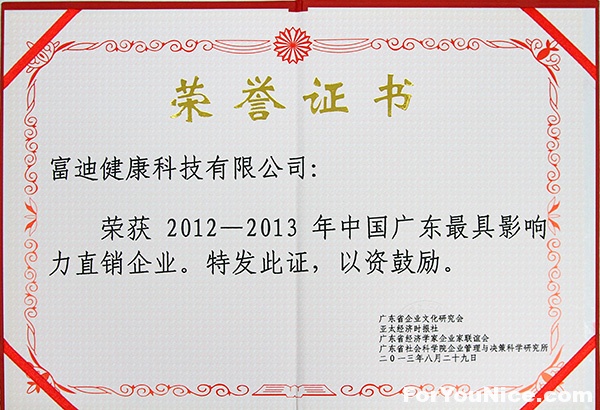 荣誉证书
富迪健康科技有限公司：
荣获 2012—2013 年中国广东最具影响
力直销企业。特发此证，以资鼓励。
广东省企业文化研究会
亚太经济时报社
广东省经济学家企业家联谊会
广东省社会科学院企业管理与决策科学研究所
二0一三年八月二十九日
ForYouNice.com